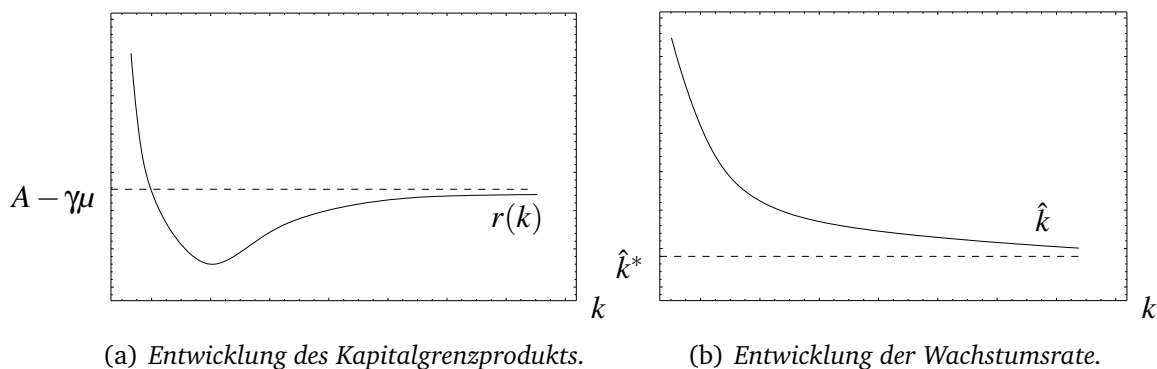 A − γμ
r(k)
k
(a) Entwicklung des Kapitalgrenzprodukts.
k̂
k̂*
k
(b) Entwicklung der Wachstumsrate.